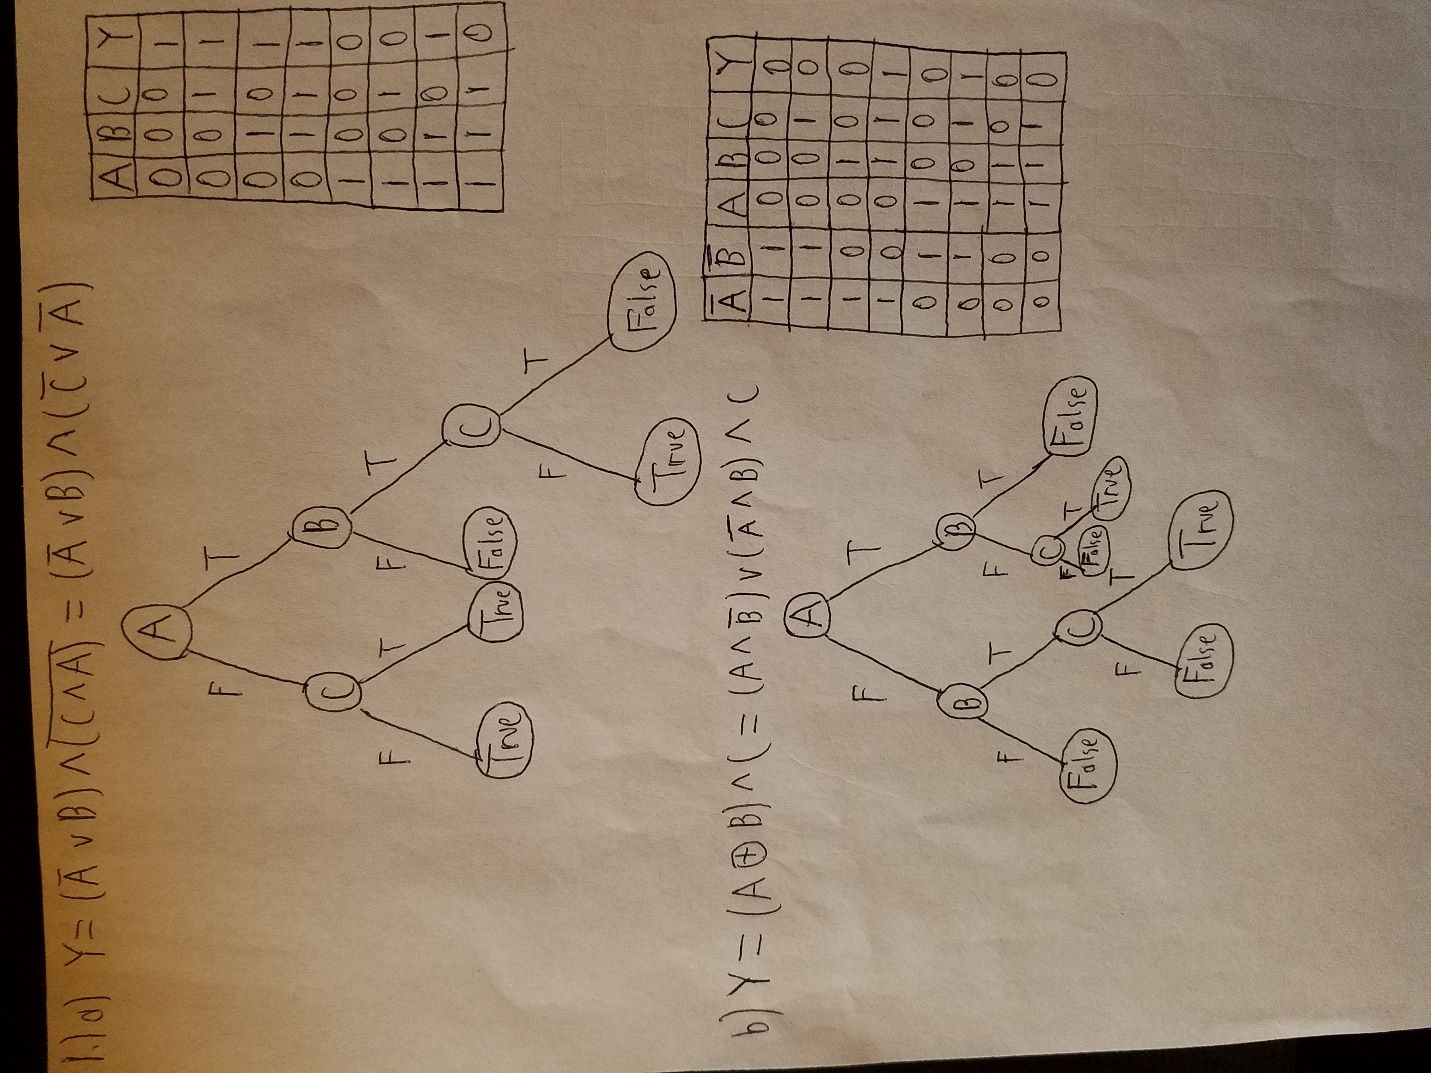 1.) a) Y = (A̅ ∨ B) ∧ (C̅ ̅∧̅ ̅A̅) = (A̅ ∨ B) ∧ (C̅ ∨ A̅)
A
F T
C B
F T F T
True True False C
F T
True False
A B C Y
0 0 0 1
0 0 1 1
0 1 0 1
0 1 1 1
1 0 0 0
1 0 1 0
1 1 0 1
1 1 1 0
b) Y = (A ⊕ B) ∧ C = (A ∧ B̅) ∨ (A̅ ∧ B) ∧ C
A
F T
B B
F T F T
False C C False
F T F T
False True False True
A̅ B̅ A B C Y
1 1 0 0 0 0
1 1 0 0 1 0
1 0 0 1 0 0
1 0 0 1 1 1
0 1 1 0 0 0
0 1 1 0 1 1
0 0 1 1 0 0
0 0 1 1 1 0